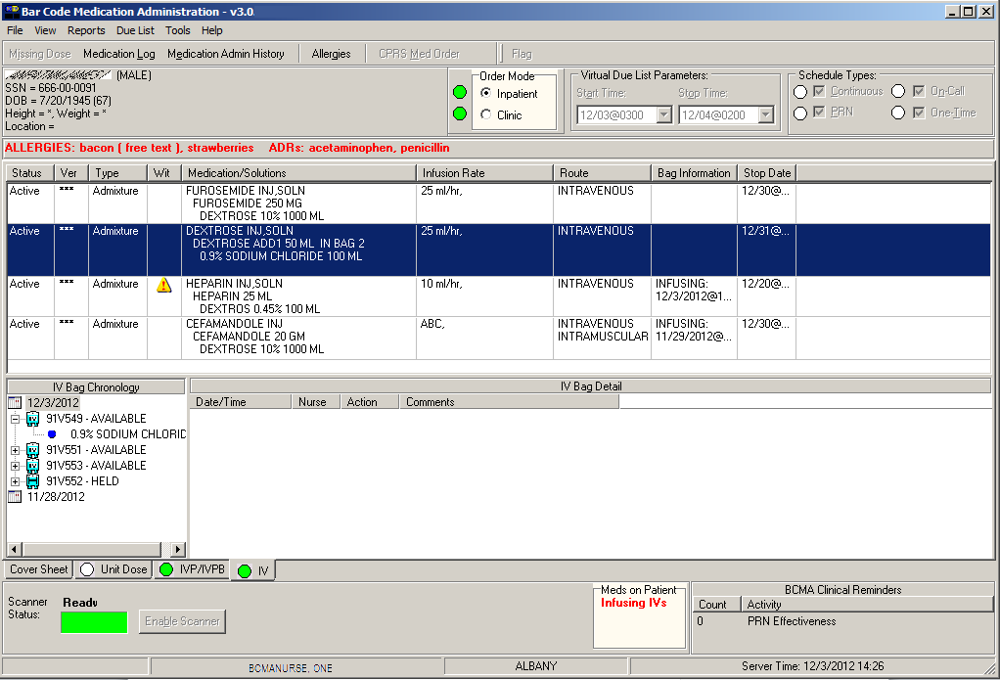 Bar Code Medication Administration - v3.0
File View Reports Due List Tools Help
Missing Dose Medication Log Medication Admin History Allergies CPRS Med Order Flag
(MALE)
SSN = 666-00-0091
DOB = 7/20/1945 (67)
Height = *, Weight = *
Location =
Order Mode
Inpatient
Clinic
Virtual Due List Parameters:
Start Time: Stop Time:
12/03@0300 12/04@0200
Schedule Types:
Continuous On-Call
PRN One-Time
ALLERGIES: bacon ( free text ), strawberries ADRs: acetaminophen, penicillin
Status Ver Type Wit Medication/Solutions Infusion Rate Route Bag Information Stop Date
Active *** Admixture FUROSEMIDE INJ,SOLN 25 ml/hr, INTRAVENOUS 12/30@...
FUROSEMIDE 250 MG
DEXTROSE 10% 1000 ML
Active *** Admixture DEXTROSE INJ,SOLN 25 ml/hr, INTRAVENOUS 12/31@...
DEXTROSE ADD1 50 ML IN BAG 2
0.9% SODIUM CHLORIDE 100 ML
Active *** Admixture HEPARIN INJ,SOLN 10 ml/hr, INTRAVENOUS INFUSING: 12/20@...
HEPARIN 25 ML 12/3/2012@1...
DEXTROS 0.45% 100 ML
Active *** Admixture CEFAMANDOLE INJ ABC, INTRAVENOUS INFUSING: 12/30@...
CEFAMANDOLE 20 GM INTRAMUSCULAR 11/29/2012@...
DEXTROSE 10% 1000 ML
IV Bag Chronology
12/3/2012
91V549 - AVAILABLE
0.9% SODIUM CHLORID
91V551 - AVAILABLE
91V553 - AVAILABLE
91V552 - HELD
11/28/2012
IV Bag Detail
Date/Time Nurse Action Comments
Cover Sheet Unit Dose IVP/IVPB IV
Scanner Status:
Ready
Enable Scanner
Meds on Patient
Infusing IVs
BCMA Clinical Reminders
Count Activity
0 PRN Effectiveness
BCMANURSE, ONE ALBANY Server Time: 12/3/2012 14:26